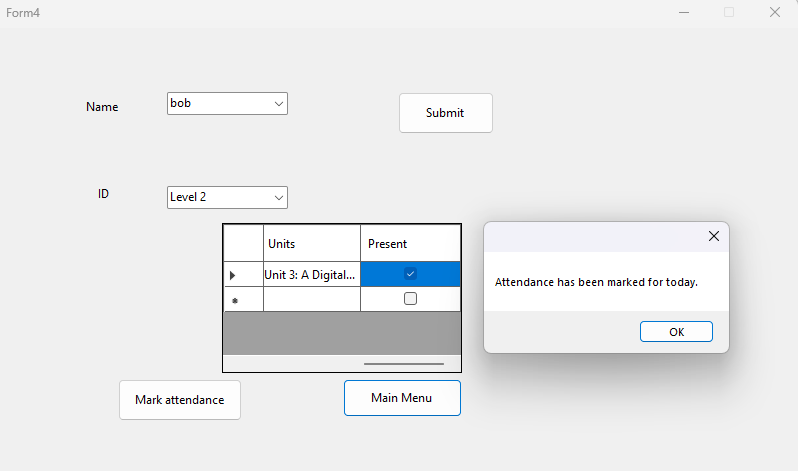 Form4
Name
bob
Submit
ID
Level 2
Units Present
Unit 3: A Digital...
Attendance has been marked for today.
OK
Mark attendance
Main Menu